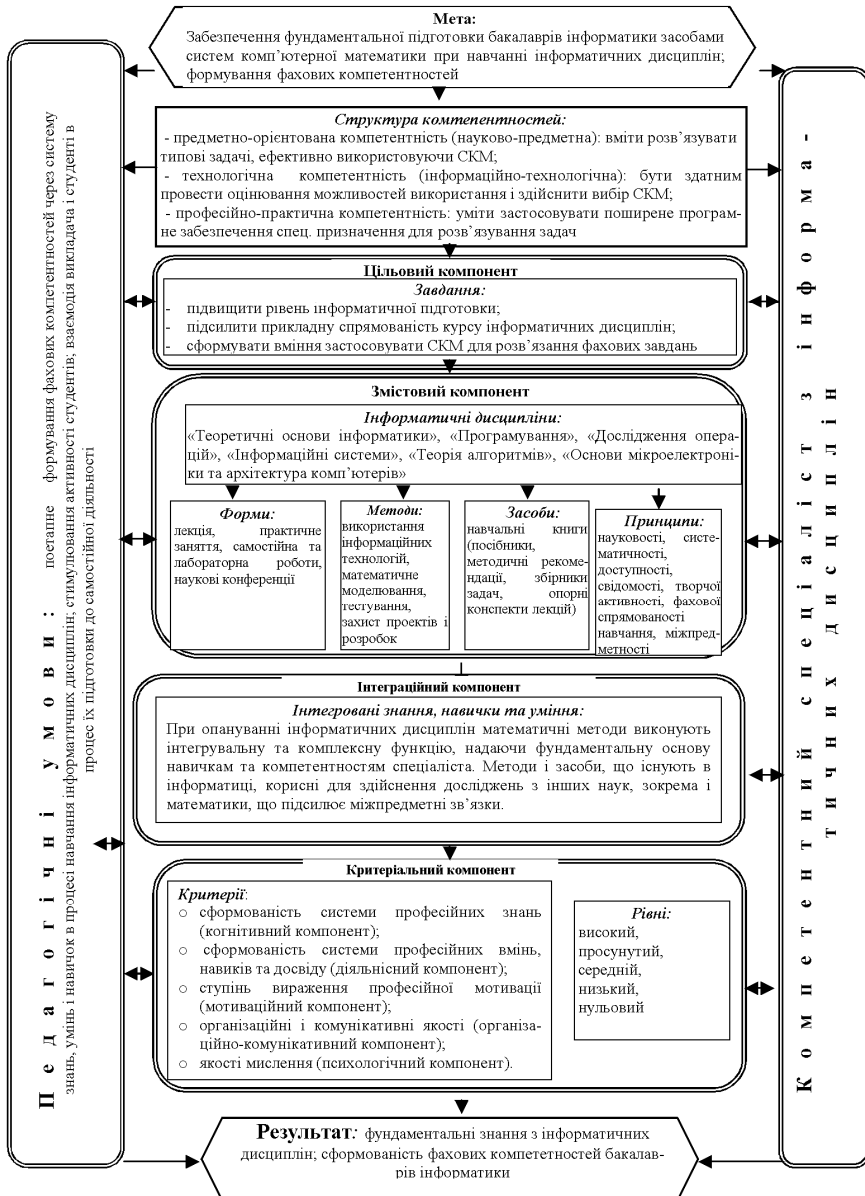 Мета:
Забезпечення фундаментальної підготовки бакалаврів інформатики засобами
систем комп’ютерної математики при навчанні інформатичних дисциплін;
формування фахових компетентностей
Структура комтепентностей:
- предметно-орієнтована компетентність (науково-предметна): вміти розв’язувати
типові задачі, ефективно використовуючи СКМ;
- технологічна компетентність (інформаційно-технологічна): бути здатним
провести оцінювання можливостей використання і здійснити вибір СКМ;
- професійно-практична компетентність: уміти застосовувати поширене програм-
не забезпечення спец. призначення для розв’язування задач
Цільовий компонент
Завдання:
- підвищити рівень інформатичної підготовки;
- підсилити прикладну спрямованість курсу інформатичних дисциплін;
- сформувати вміння застосовувати СКМ для розв’язання фахових завдань
Змістовий компонент
Інформатичні дисципліни:
«Теоретичні основи інформатики», «Програмування», «Дослідження опера-
цій», «Інформаційні системи», «Теорія алгоритмів», «Основи мікроелектроні-
ки та архітектура комп’ютерів»
Форми:
лекція, практичне
заняття, самостійна та
лабораторна роботи,
наукові конференції
Методи:
використання
інформаційних
технологій,
математичне
моделювання,
тестування,
захист проектів і
розробок
Засоби:
навчальні книги
(посібники,
методичні рекоме-
ндації, збірники
задач, опорні
конспекти лекцій)
Принципи:
науковості, систе-
матичності,
доступності,
свідомості, творчої
активності, фахової
спрямованості
навчання, міжпред-
метності
Інтеграційний компонент
Інтегровані знання, навички та уміння:
При опануванні інформатичних дисциплін математичні методи виконують
інтегрувальну та комплексну функцію, надаючи фундаментальну основу
навичкам та компетентностям спеціаліста. Методи і засоби, що існують в
інформатиці, корисні для здійснення досліджень з інших наук, зокрема і
математики, що підсилює міжпредметні зв’язки.
Критеріальний компонент
Критерії:
○ сформованість системи професійних знань
(когнітивний компонент);
○ сформованість системи професійних вмінь,
навиків та досвіду (діяльнісний компонент);
○ ступінь вираження професійної мотивації
(мотиваційний компонент);
○ організаційні і комунікативні якості (організа-
ційно-комунікативний компонент);
○ якості мислення (психологічний компонент).
Рівні:
високий,
просунутий,
середній,
низький,
нульовий
Результат: фундаментальні знання з інформатичних
дисциплін; сформованість фахових компететностей бакалав-
рів інформатики
Педагогічні умови: поетапне формування фахових компетентностей через систему
знань, умінь і навичок в процесі навчання інформатичних дисциплін; стимулювання активності студентів; взаємодія викладача і студенті в
процес їх підготовки до самостійної діяльності
Компетентний спеціаліст з інформа-
тичних дисциплін